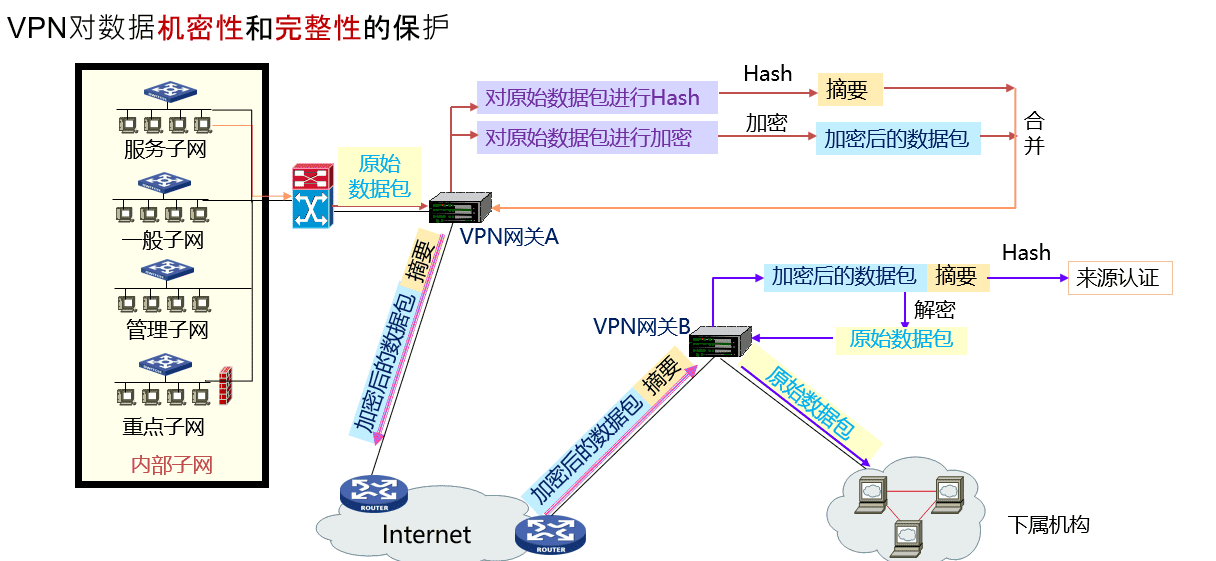 VPN对数据机密性和完整性的保护
服务子网
一般子网
管理子网
重点子网
内部子网
原始
数据包
VPN网关A
对原始数据包进行Hash
Hash
摘要
对原始数据包进行加密
加密
加密后的数据包
合
并
加密后的数据包 摘要
ROUTER
Internet
ROUTER
加密后的数据包 摘要
VPN网关B
加密后的数据包 摘要
Hash
来源认证
解密
原始数据包
原始数据包
下属机构